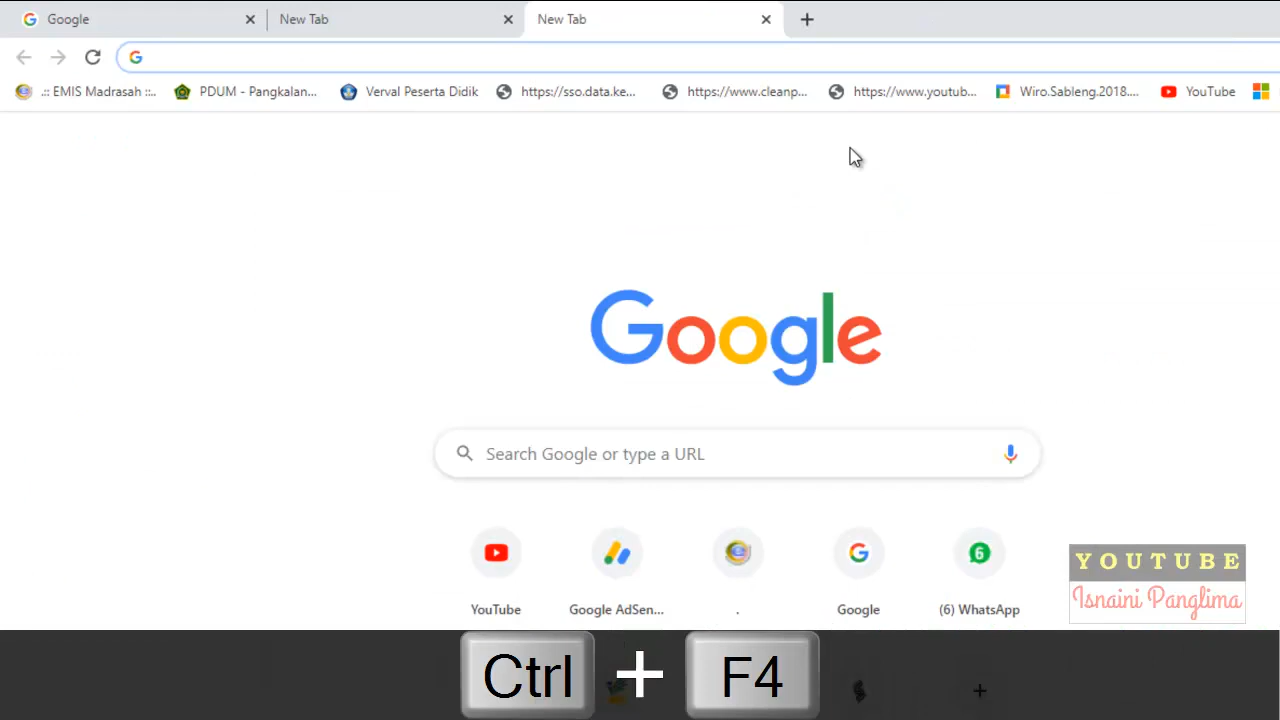 Google
New Tab
New Tab
.:: EMIS Madrasah ::..
PDUM - Pangkalan...
Verval Peserta Didik
https://sso.data.ke...
https://www.cleanp...
https://www.youtub...
Wiro.Sableng.2018....
YouTube
Google
Search Google or type a URL
6
YouTube
Google AdSen...
.
Google
(6) WhatsApp
YOUTUBE
Isnaini Panglima
Ctrl + F4